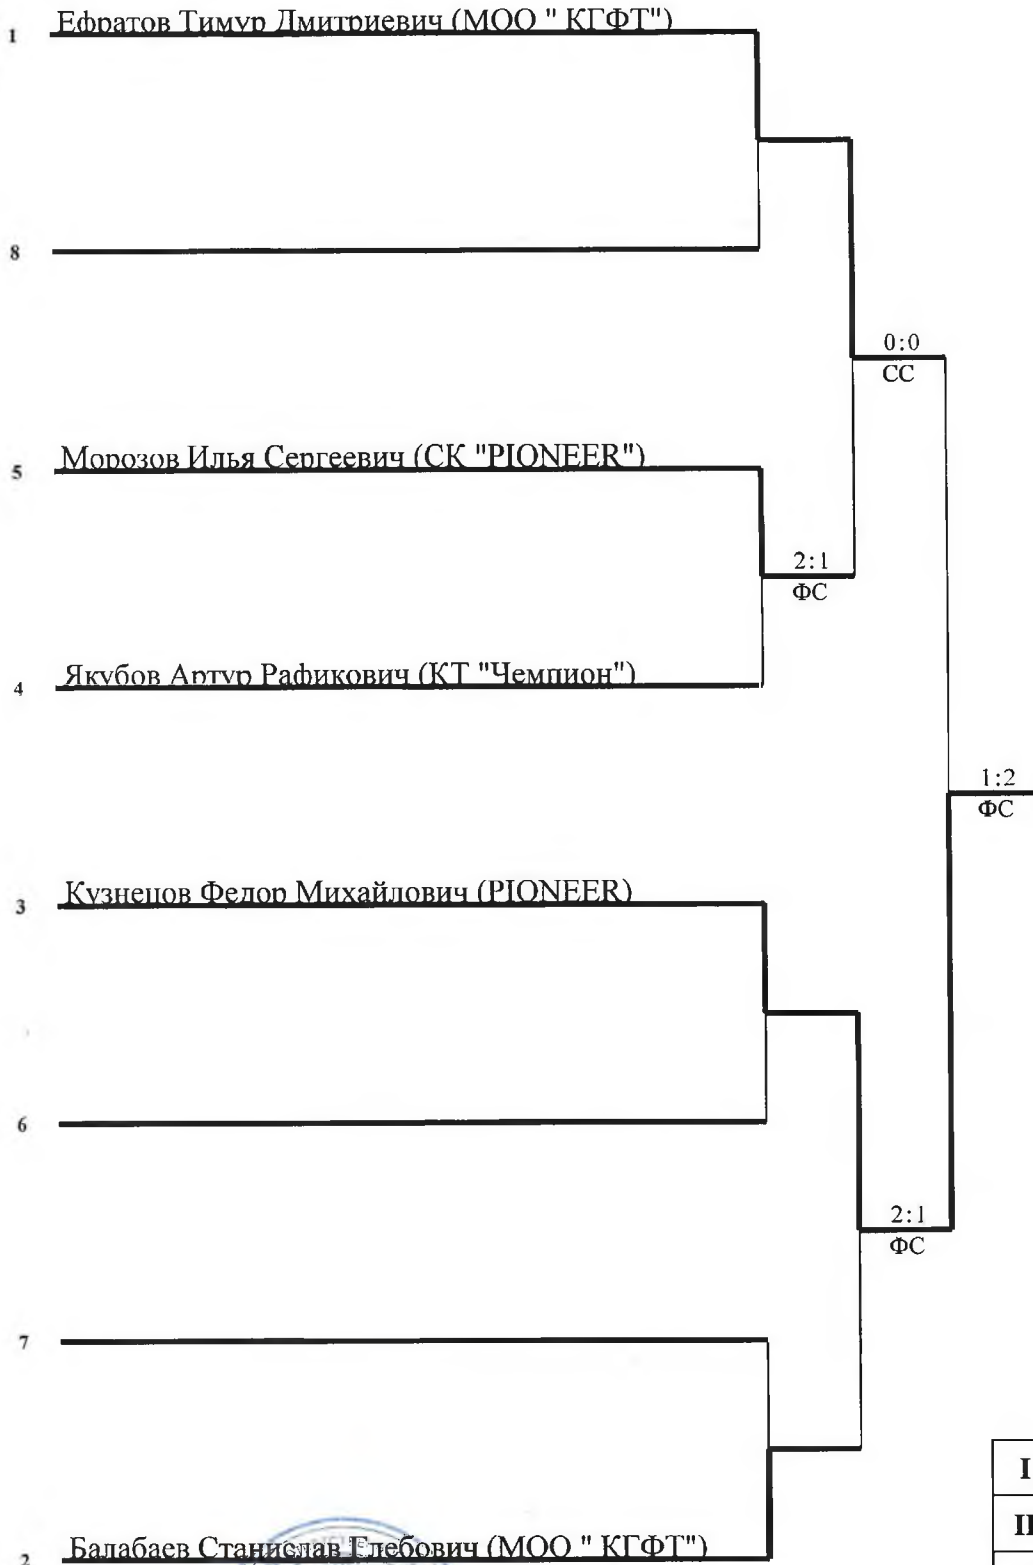 1 Ефратов Тимур Дмитриевич (МОО " КГФТ")
8
0:0
СС
5 Морозов Илья Сергеевич (СК "PIONEER")
2:1
ФС
4 Якубов Артур Рафикович (КТ "Чемпион")
1:2
ФС
3 Кузнецов Федор Михайлович (PIONEER)
6
2:1
ФС
7
I
II
2 Балабаев Станислав Глебович (МОО " КГФТ")